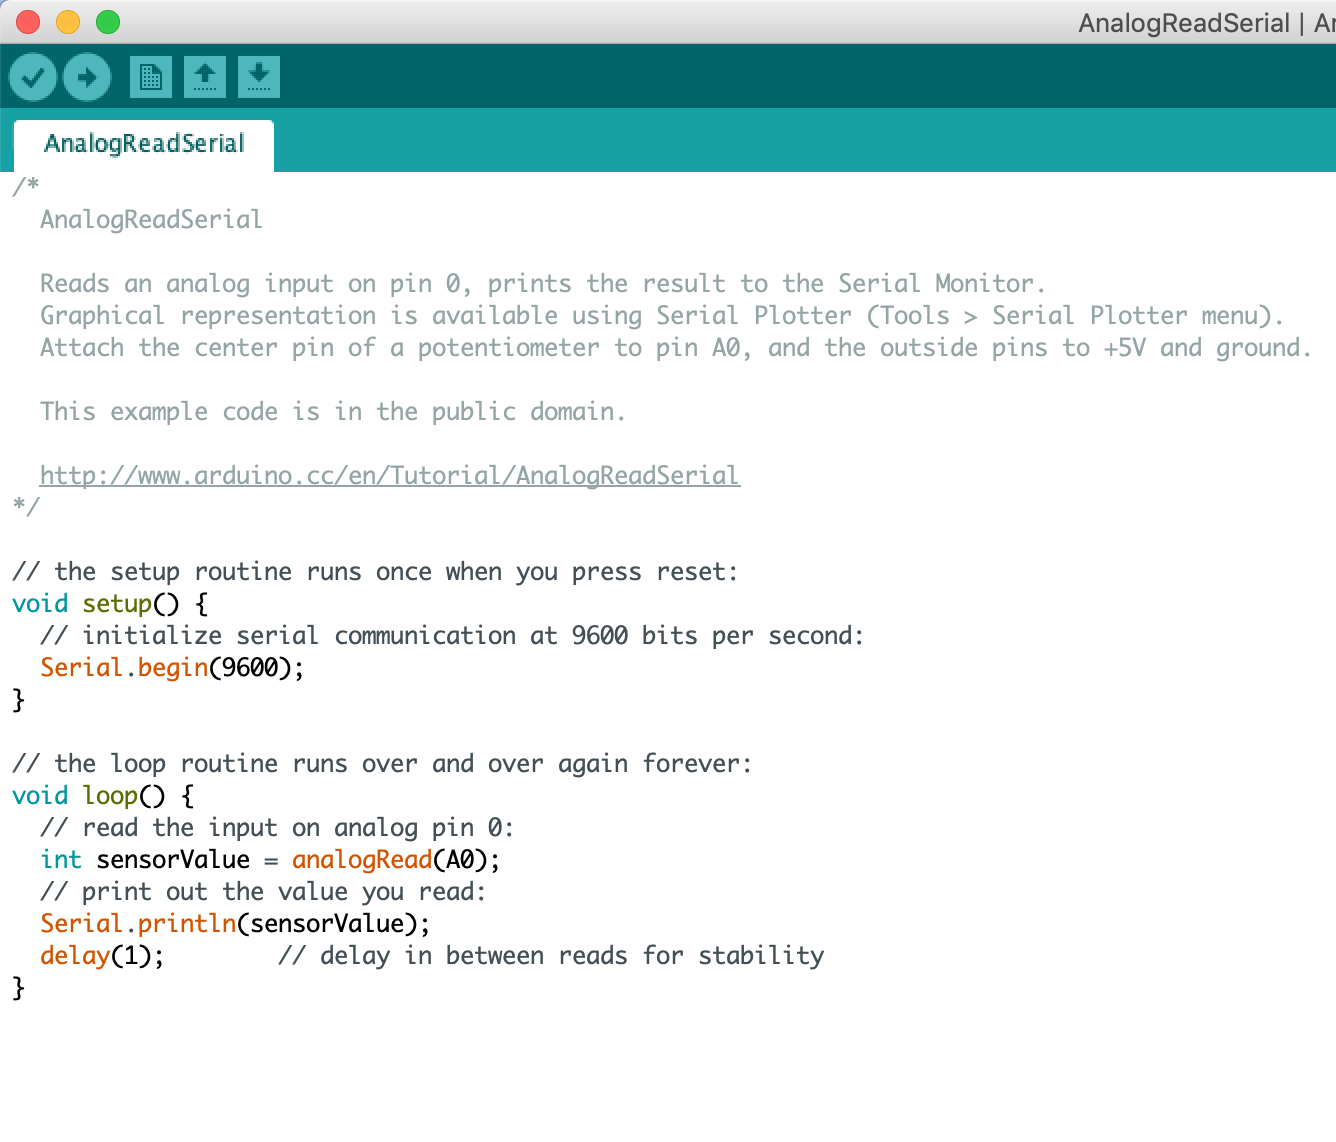 AnalogReadSerial | Ar
AnalogReadSerial
/*
  AnalogReadSerial

  Reads an analog input on pin 0, prints the result to the Serial Monitor.
  Graphical representation is available using Serial Plotter (Tools > Serial Plotter menu).
  Attach the center pin of a potentiometer to pin A0, and the outside pins to +5V and ground.

  This example code is in the public domain.

  http://www.arduino.cc/en/Tutorial/AnalogReadSerial
*/

// the setup routine runs once when you press reset:
void setup() {
  // initialize serial communication at 9600 bits per second:
  Serial.begin(9600);
}

// the loop routine runs over and over again forever:
void loop() {
  // read the input on analog pin 0:
  int sensorValue = analogRead(A0);
  // print out the value you read:
  Serial.println(sensorValue);
  delay(1);        // delay in between reads for stability
}